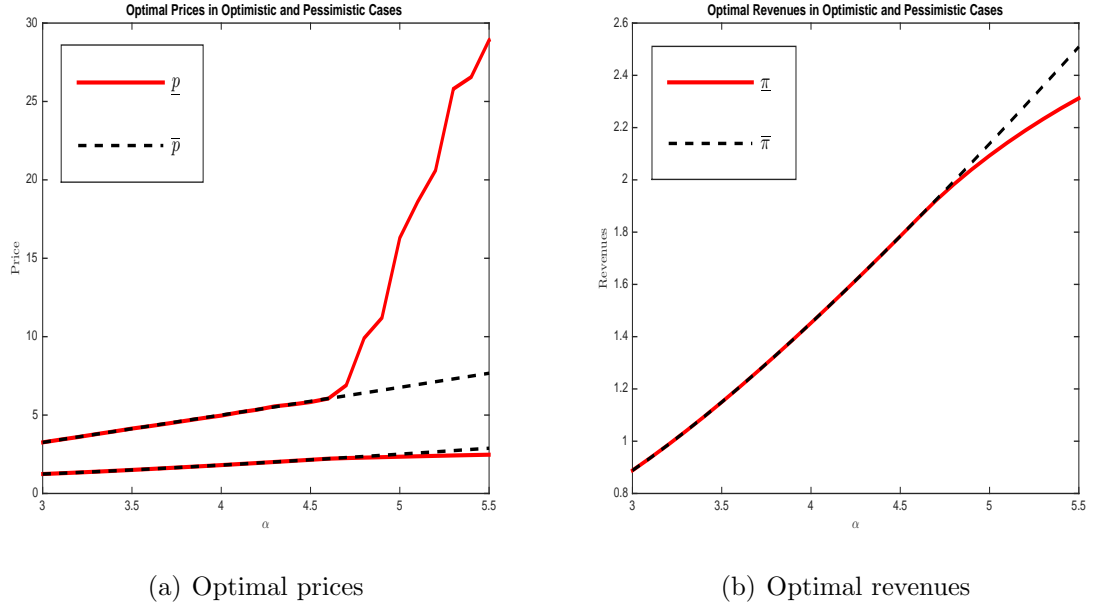 Optimal Prices in Optimistic and Pessimistic Cases
30
25
20
15
10
5
0
3
3.5
4
4.5
5
5.5
Price
α
p
p̅
(a) Optimal prices
Optimal Revenues in Optimistic and Pessimistic Cases
2.6
2.4
2.2
2
1.8
1.6
1.4
1.2
1
0.8
3
3.5
4
4.5
5
5.5
Revenues
α
π
π̅
(b) Optimal revenues